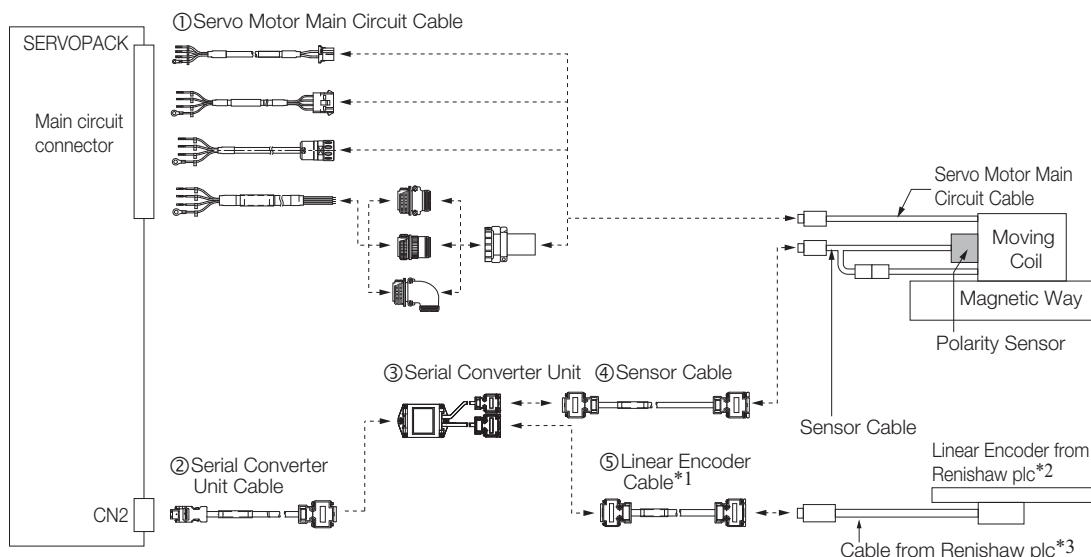 ①Servo Motor Main Circuit Cable
SERVOPACK
Main circuit
connector
Servo Motor Main
Circuit Cable
Moving
Coil
Magnetic Way
Polarity Sensor
③Serial Converter Unit
④Sensor Cable
Sensor Cable
②Serial Converter
Unit Cable
⑤Linear Encoder
Cable*1
Linear Encoder from
Renishaw plc*2
CN2
Cable from Renishaw plc*3